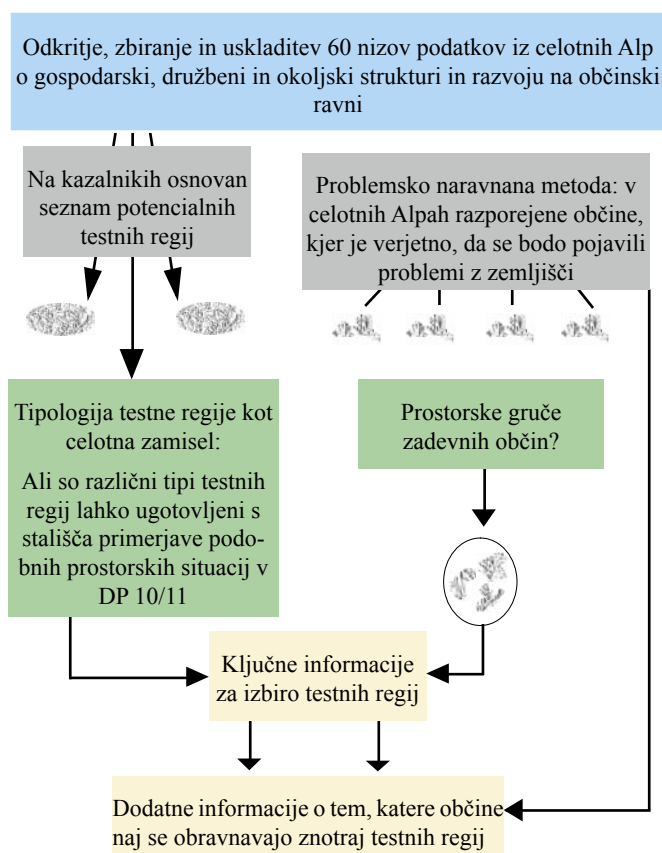 Odkritje, zbiranje in uskladitev 60 nizov podatkov iz celotnih Alp
o gospodarski, družbeni in okoljski strukturi in razvoju na občinski
ravni
Na kazalnikih osnovan
seznam potencialnih
testnih regij
Problemsko naravnana metoda: v
celotnih Alpah razporejene občine,
kjer je verjetno, da se bodo pojavili
problemi z zemljišči
Tipologija testne regije kot
celotna zamisel:
Ali so različni tipi testnih
regij lahko ugotovljeni s
stališča primerjave podo-
bnih prostorskih situacij v
DP 10/11
Prostorske gruče
zadevnih občin?
Ključne informacije
za izbiro testnih regij
Dodatne informacije o tem, katere občine
naj se obravnavajo znotraj testnih regij